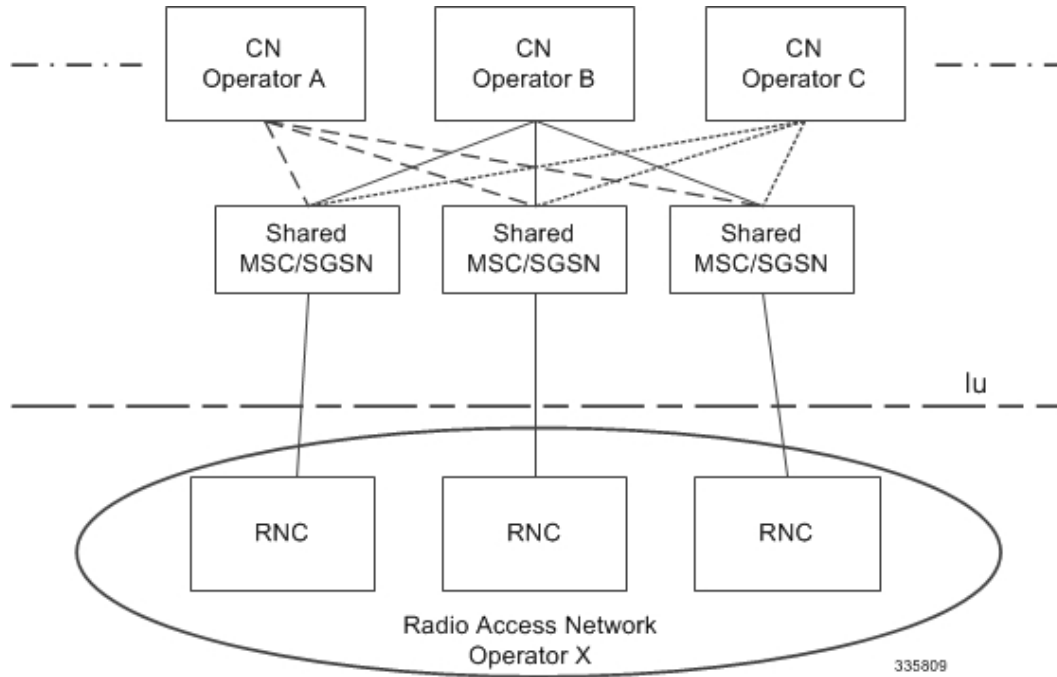 CN
Operator A
CN
Operator B
CN
Operator C
Shared
MSC/SGSN
Shared
MSC/SGSN
Shared
MSC/SGSN
Iu
RNC
RNC
RNC
Radio Access Network
Operator X
335809